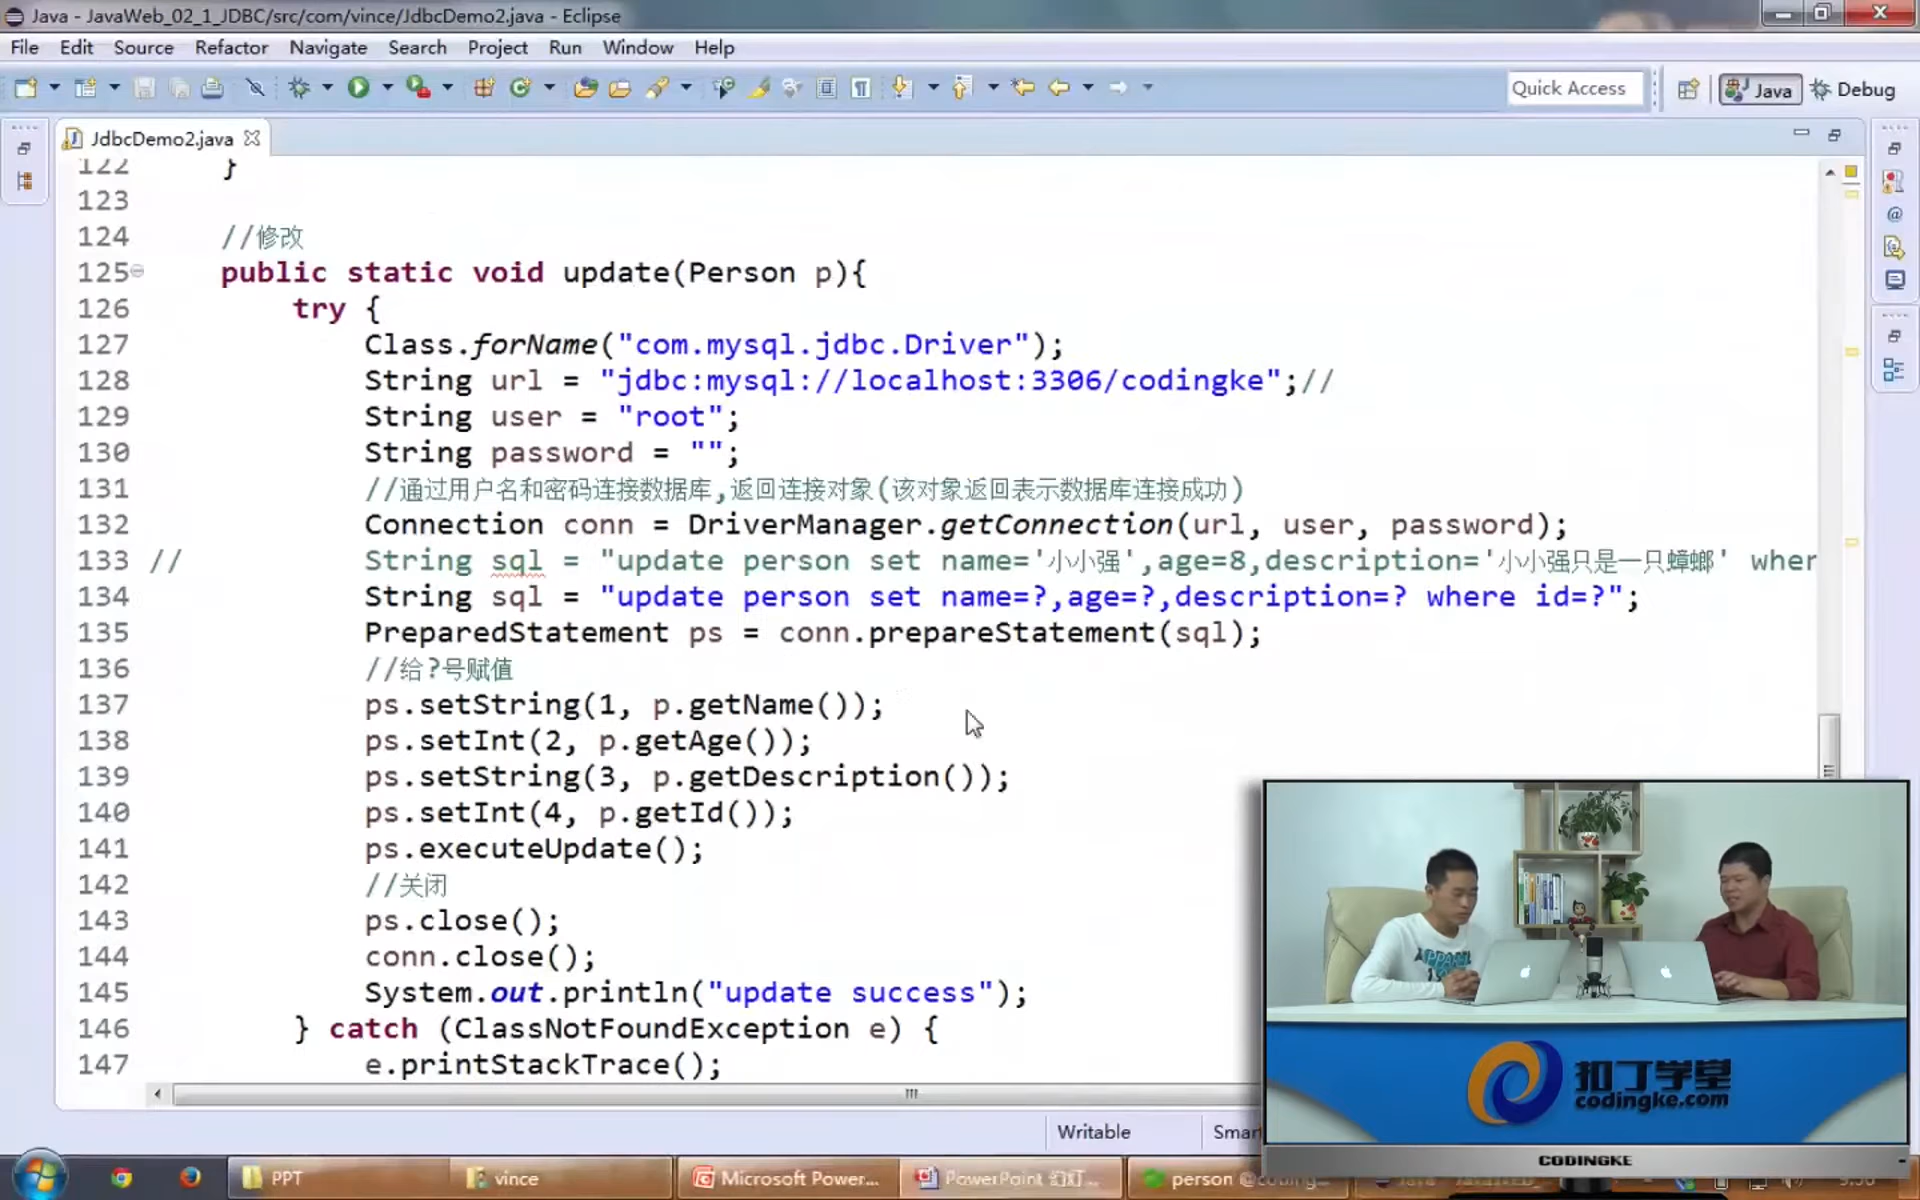 Java - JavaWeb_02_1_JDBC/src/com/vince/JdbcDemo2.java - Eclipse
File Edit Source Refactor Navigate Search Project Run Window Help
Quick Access Java Debug
JdbcDemo2.java
122 }
123
124 //修改
125 public static void update(Person p){
126 try {
127 Class.forName("com.mysql.jdbc.Driver");
128 String url = "jdbc:mysql://localhost:3306/codingke";//
129 String user = "root";
130 String password = "";
131 //通过用户名和密码连接数据库,返回连接对象(该对象返回表示数据库连接成功)
132 Connection conn = DriverManager.getConnection(url, user, password);
133 // String sql = "update person set name='小小强',age=8,description='小小强只是一只蟑螂' wher
134 String sql = "update person set name=?,age=?,description=? where id=?";
135 PreparedStatement ps = conn.prepareStatement(sql);
136 //给?号赋值
137 ps.setString(1, p.getName());
138 ps.setInt(2, p.getAge());
139 ps.setString(3, p.getDescription());
140 ps.setInt(4, p.getId());
141 ps.executeUpdate();
142 //关闭
143 ps.close();
144 conn.close();
145 System.out.println("update success");
146 } catch (ClassNotFoundException e) {
147 e.printStackTrace();
扣丁学堂
codingke.com
Writable Smar
CODINGKE
PPT vince Microsoft Power... PowerPoint 幻灯... person @coding...